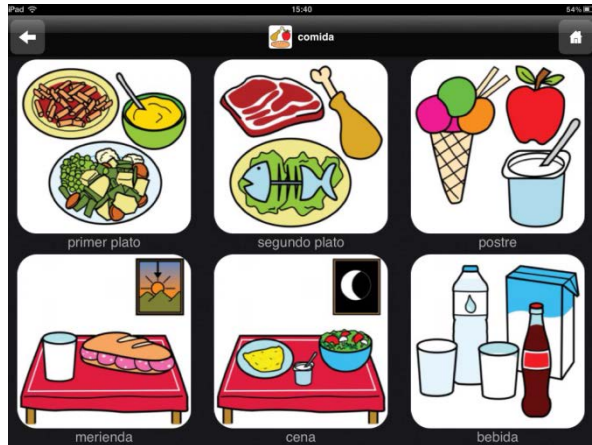 iPad 15:40 54%
comida
primer plato segundo plato postre
merienda cena bebida